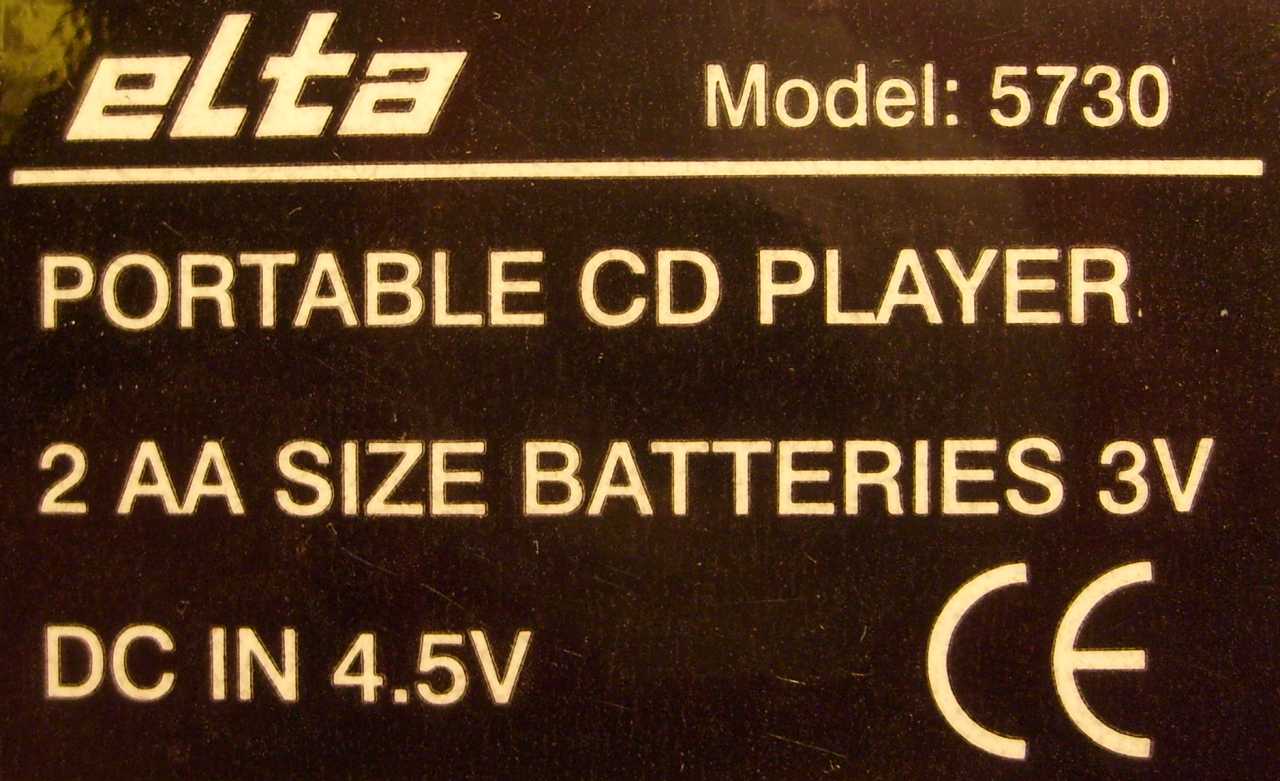 elta Model: 5730
PORTABLE CD PLAYER
2 AA SIZE BATTERIES 3V
DC IN 4.5V CE